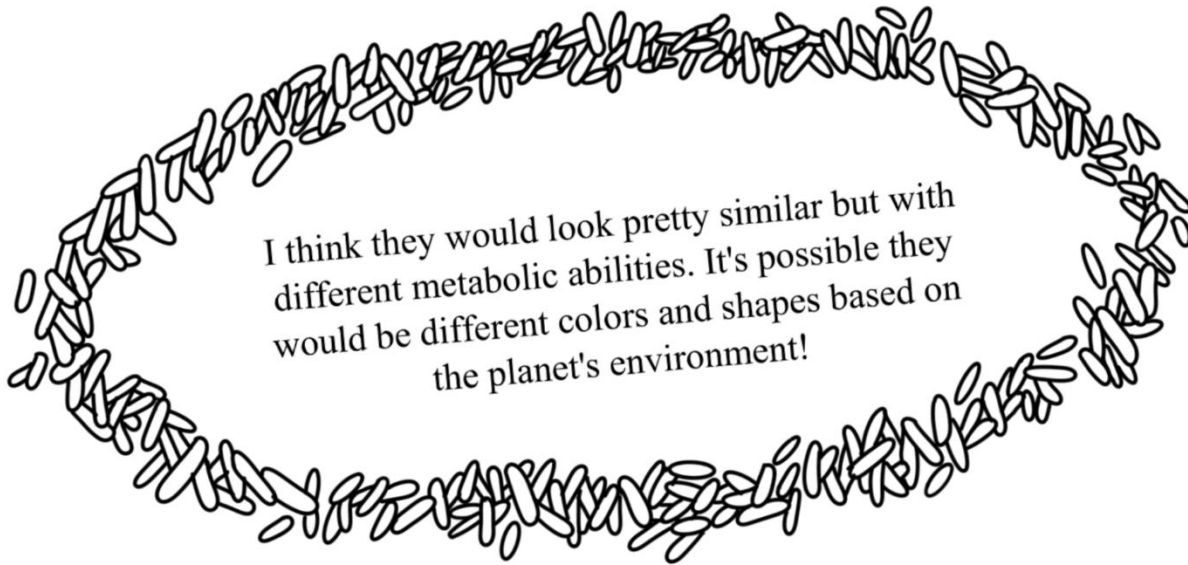 I think they would look pretty similar but with
different metabolic abilities. It's possible they
would be different colors and shapes based on
the planet's environment!